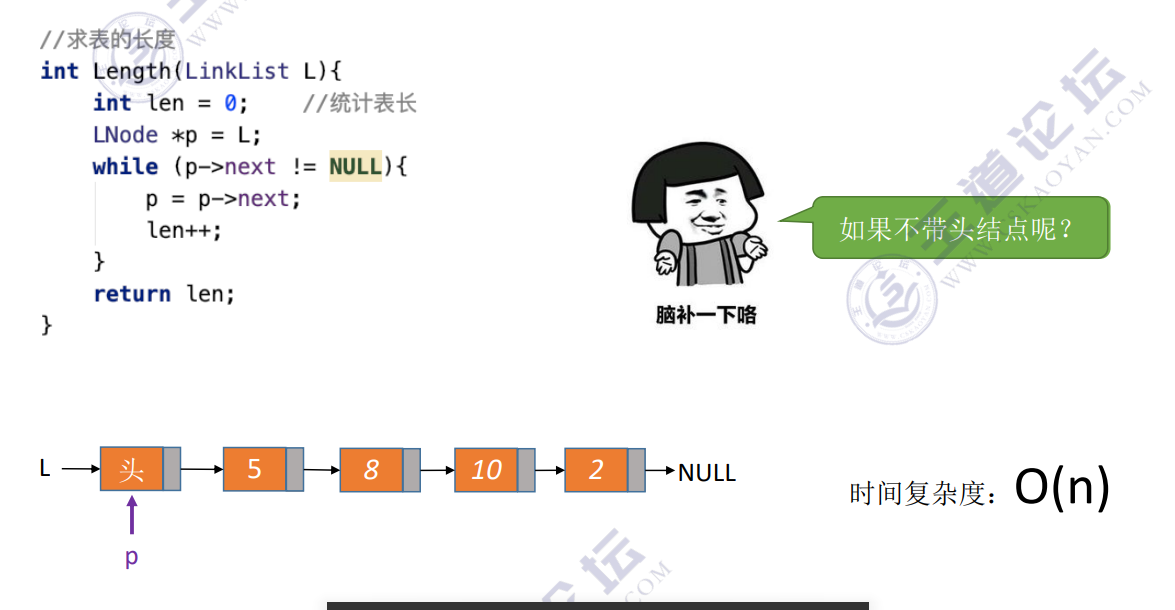 //求表的长度
int Length(LinkList L){
int len = 0; //统计表长
LNode *p = L;
while (p->next != NULL){
p = p->next;
len++;
}
return len;
}
如果不带头结点呢？
脑补一下咯
L 头 5 8 10 2 NULL
p
时间复杂度：O(n)
王道论坛
WWW.CSKAOYAN.COM